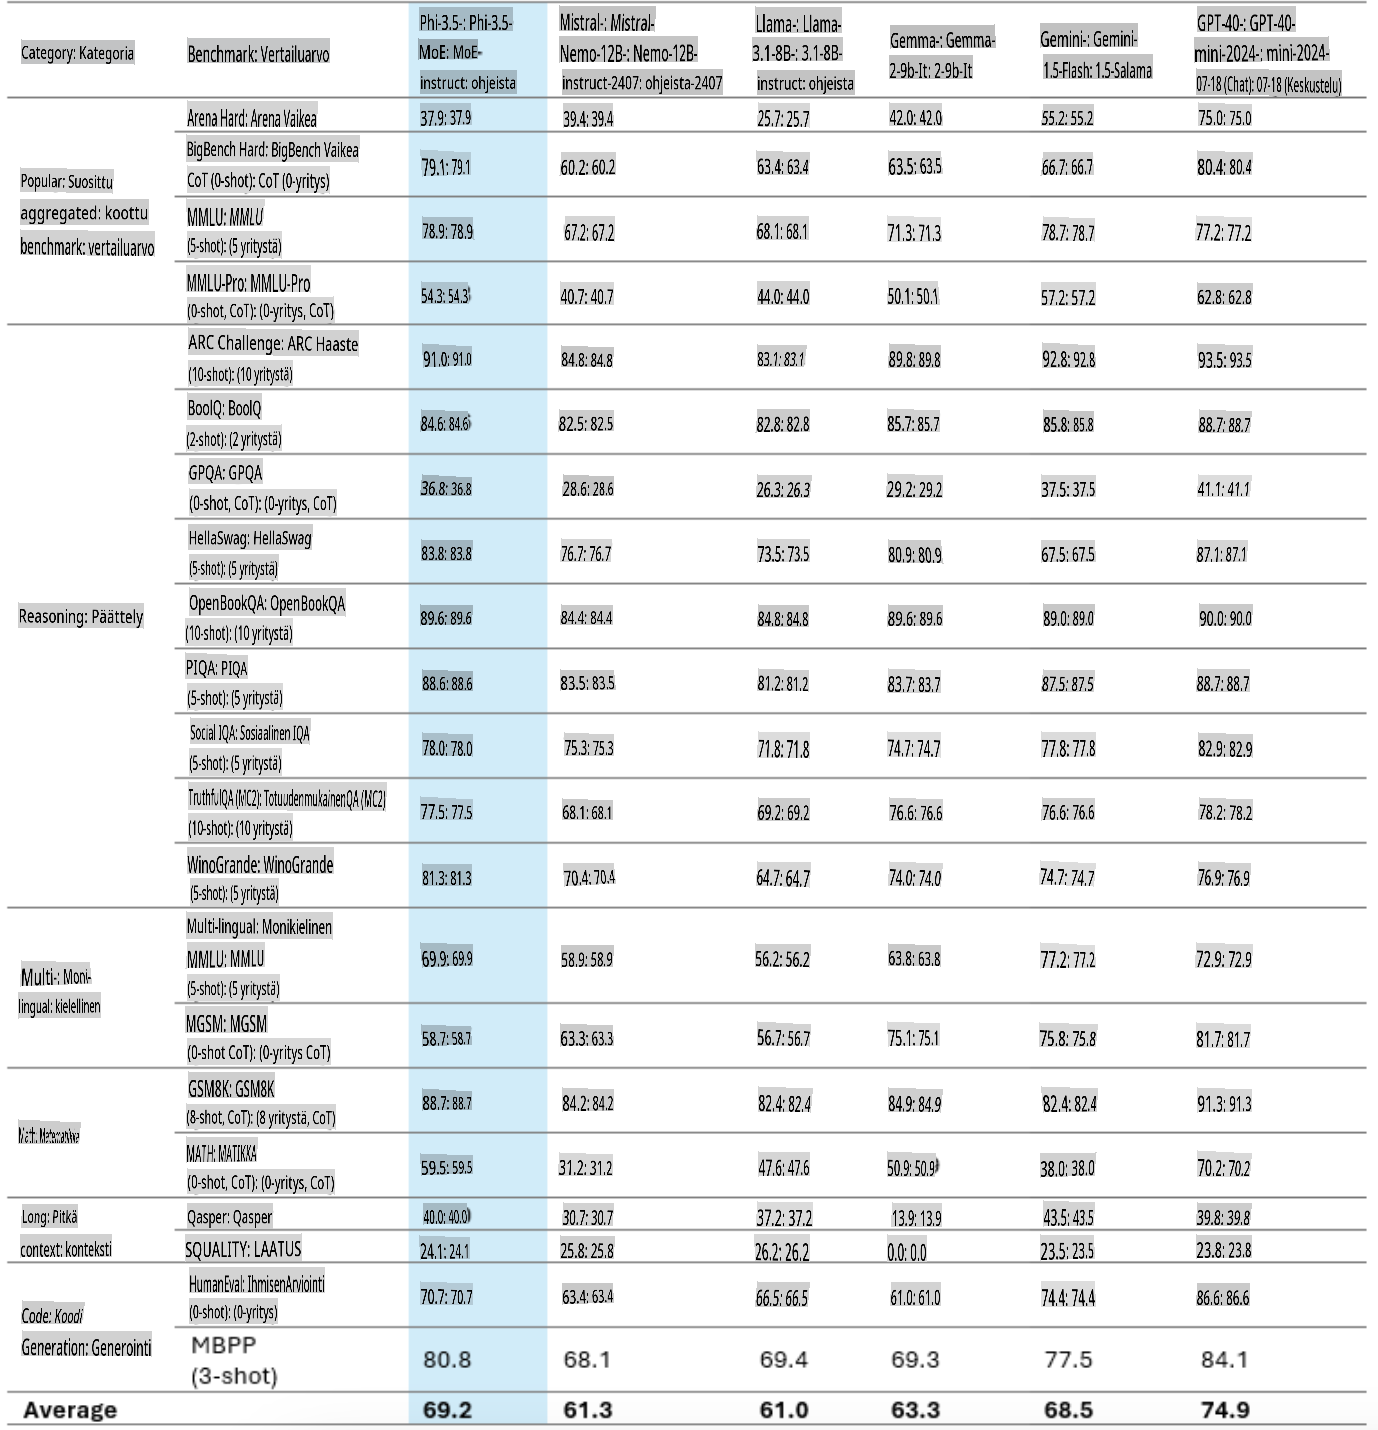 Category: Kategoria
Benchmark: Vertailuarvo
Phi-3.5-: Phi-3.5-
MoE: MoE-
instruct: ohjeista
Mistral-: Mistral-
Nemo-12B-: Nemo-12B-
instruct-2407: ohjeista-2407
Llama-: Llama-
3.1-8B-: 3.1-8B-
instruct: ohjeista
Gemma-: Gemma-
2-9b-It: 2-9b-It
Gemini-: Gemini-
1.5-Flash: 1.5-Salama
GPT-40-: GPT-40-
mini-2024-: mini-2024-
07-18 (Chat): 07-18 (Keskustelu)
Popular: Suosittu
aggregated: koottu
benchmark: vertailuarvo
Arena Hard: Arena Vaikea
37.9: 37.9
39.4: 39.4
25.7: 25.7
42.0: 42.0
55.2: 55.2
75.0: 75.0
BigBench Hard: BigBench Vaikea
CoT (0-shot): CoT (0-yritys)
79.1: 79.1
60.2: 60.2
63.4: 63.4
63.5: 63.5
66.7: 66.7
80.4: 80.4
MMLU: MMLU
(5-shot): (5 yritystä)
78.9: 78.9
67.2: 67.2
68.1: 68.1
71.3: 71.3
78.7: 78.7
77.2: 77.2
MMLU-Pro: MMLU-Pro
(0-shot, CoT): (0-yritys, CoT)
54.3: 54.3
40.7: 40.7
44.0: 44.0
50.1: 50.1
57.2: 57.2
62.8: 62.8
Reasoning: Päättely
ARC Challenge: ARC Haaste
(10-shot): (10 yritystä)
91.0: 91.0
84.8: 84.8
83.1: 83.1
89.8: 89.8
92.8: 92.8
93.5: 93.5
BoolQ: BoolQ
(2-shot): (2 yritystä)
84.6: 84.6
82.5: 82.5
82.8: 82.8
85.7: 85.7
85.8: 85.8
88.7: 88.7
GPQA: GPQA
(0-shot, CoT): (0-yritys, CoT)
36.8: 36.8
28.6: 28.6
26.3: 26.3
29.2: 29.2
37.5: 37.5
41.1: 41.1
HellaSwag: HellaSwag
(5-shot): (5 yritystä)
83.8: 83.8
76.7: 76.7
73.5: 73.5
80.9: 80.9
67.5: 67.5
87.1: 87.1
OpenBookQA: OpenBookQA
(10-shot): (10 yritystä)
89.6: 89.6
84.4: 84.4
84.8: 84.8
89.6: 89.6
89.0: 89.0
90.0: 90.0
PIQA: PIQA
(5-shot): (5 yritystä)
88.6: 88.6
83.5: 83.5
81.2: 81.2
83.7: 83.7
87.5: 87.5
88.7: 88.7
Social IQA: Sosiaalinen IQA
(5-shot): (5 yritystä)
78.0: 78.0
75.3: 75.3
71.8: 71.8
74.7: 74.7
77.8: 77.8
82.9: 82.9
TruthfulQA (MC2): TotuudenmukainenQA (MC2)
(10-shot): (10 yritystä)
77.5: 77.5
68.1: 68.1
69.2: 69.2
76.6: 76.6
76.6: 76.6
78.2: 78.2
WinoGrande: WinoGrande
(5-shot): (5 yritystä)
81.3: 81.3
70.4: 70.4
64.7: 64.7
74.0: 74.0
74.7: 74.7
76.9: 76.9
Multi-: Moni-
lingual: kielellinen
Multi-lingual: Monikielinen
MMLU: MMLU
(5-shot): (5 yritystä)
69.9: 69.9
58.9: 58.9
56.2: 56.2
63.8: 63.8
77.2: 77.2
72.9: 72.9
MGSM: MGSM
(0-shot CoT): (0-yritys CoT)
58.7: 58.7
63.3: 63.3
56.7: 56.7
75.1: 75.1
75.8: 75.8
81.7: 81.7
Math: Matematiikka
GSM8K: GSM8K
(8-shot, CoT): (8 yritystä, CoT)
88.7: 88.7
84.2: 84.2
82.4: 82.4
84.9: 84.9
82.4: 82.4
91.3: 91.3
MATH: MATIKKA
(0-shot, CoT): (0-yritys, CoT)
59.5: 59.5
31.2: 31.2
47.6: 47.6
50.9: 50.9
38.0: 38.0
70.2: 70.2
Long: Pitkä
context: konteksti
Qasper: Qasper
40.0: 40.0
30.7: 30.7
37.2: 37.2
13.9: 13.9
43.5: 43.5
39.8: 39.8
SQUALITY: LAATUS
24.1: 24.1
25.8: 25.8
26.2: 26.2
0.0: 0.0
23.5: 23.5
23.8: 23.8
Code: Koodi
Generation: Generointi
HumanEval: IhmisenArviointi
(0-shot): (0-yritys)
70.7: 70.7
63.4: 63.4
66.5: 66.5
61.0: 61.0
74.4: 74.4
86.6: 86.6
MBPP
(3-shot)
80.8
68.1
69.4
69.3
77.5
84.1
Average
69.2
61.3
61.0
63.3
68.5
74.9